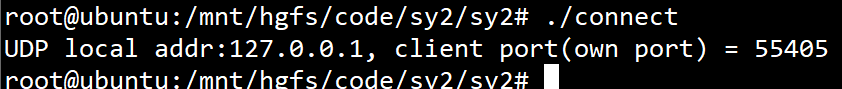 root@ubuntu:/mnt/hgfs/code/sy2/sy2# ./connect
UDP local addr:127.0.0.1, client port(own port) = 55405
root@ubuntu:/mnt/hgfs/code/sy2/sy2#